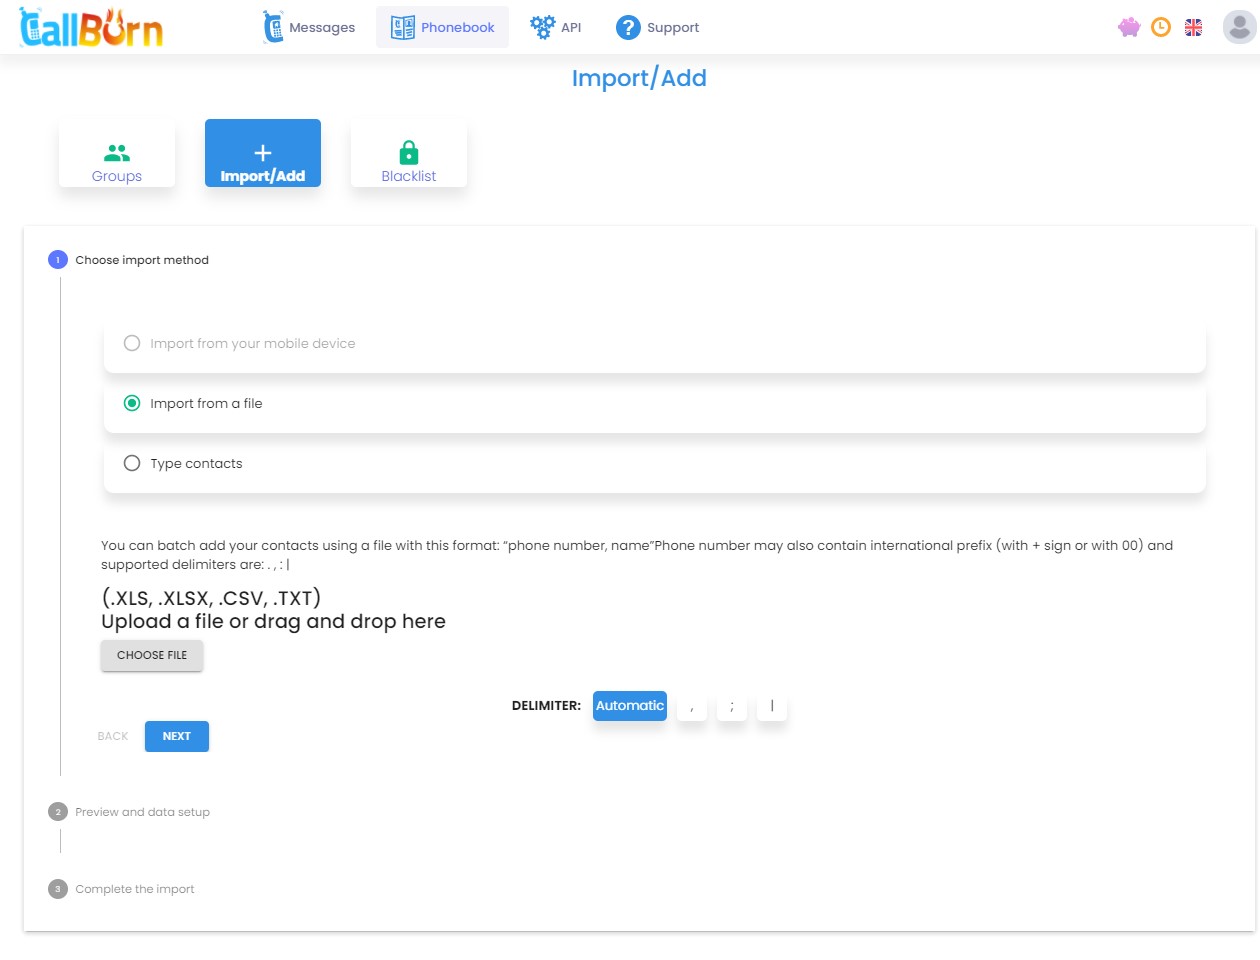 CallBurn
Messages
Phonebook
API
Support
Import/Add
Groups
Import/Add
Blacklist
1 Choose import method
Import from your mobile device
Import from a file
Type contacts
You can batch add your contacts using a file with this format: “phone number, name”Phone number may also contain international prefix (with + sign or with 00) and
supported delimiters are: . , : |
(.XLS, .XLSX, .CSV, .TXT)
Upload a file or drag and drop here
CHOOSE FILE
DELIMITER: Automatic , ; |
BACK NEXT
2 Preview and data setup
3 Complete the import